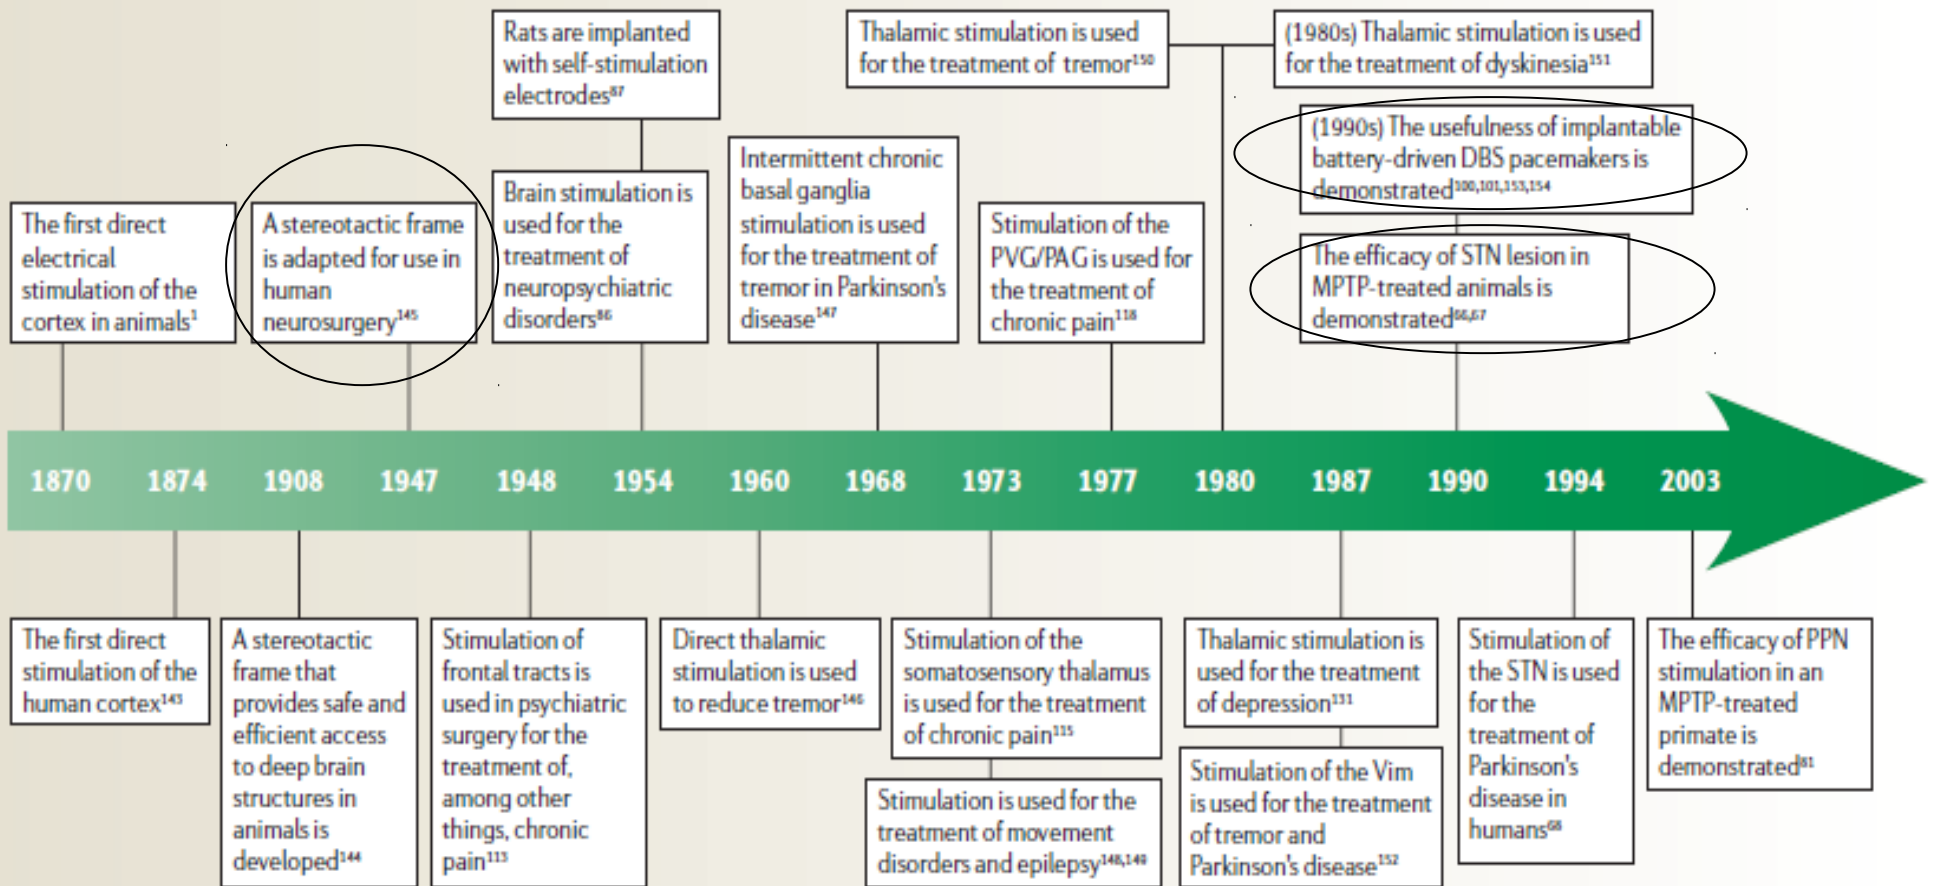 Rats are implanted
with self-stimulation
electrodes⁸⁷
Thalamic stimulation is used
for the treatment of tremor¹⁵⁰
(1980s) Thalamic stimulation is used
for the treatment of dyskinesia¹⁵¹
(1990s) The usefulness of implantable
battery-driven DBS pacemakers is
demonstrated¹⁰⁰,¹⁰¹,¹⁵³,¹⁵⁴
The first direct
electrical
stimulation of the
cortex in animals¹
A stereotactic frame
is adapted for use in
human
neurosurgery¹⁴⁵
Brain stimulation is
used for the
treatment of
neuropsychiatric
disorders⁸⁶
Intermittent chronic
basal ganglia
stimulation is used
for the treatment of
tremor in Parkinson's
disease¹⁴⁷
Stimulation of the
PVG/PAG is used for
the treatment of
chronic pain¹¹⁸
The efficacy of STN lesion in
MPTP-treated animals is
demonstrated⁶⁶,⁶⁷
1870 1874 1908 1947 1948 1954 1960 1968 1973 1977 1980 1987 1990 1994 2003
The first direct
stimulation of the
human cortex¹⁴³
A stereotactic
frame that
provides safe and
efficient access
to deep brain
structures in
animals is
developed¹⁴⁴
Stimulation of
frontal tracts is
used in psychiatric
surgery for the
treatment of,
among other
things, chronic
pain¹¹³
Direct thalamic
stimulation is used
to reduce tremor¹⁴⁶
Stimulation of the
somatosensory thalamus
is used for the treatment
of chronic pain¹¹⁵
Stimulation is used for the
treatment of movement
disorders and epilepsy¹⁴⁸,¹⁴⁹
Thalamic stimulation is
used for the treatment
of depression¹³¹
Stimulation of the Vim
is used for the treatment
of tremor and
Parkinson's disease¹⁵²
Stimulation of
the STN is used
for the
treatment of
Parkinson's
disease in
humans⁶⁸
The efficacy of PPN
stimulation in an
MPTP-treated
primate is
demonstrated⁸¹